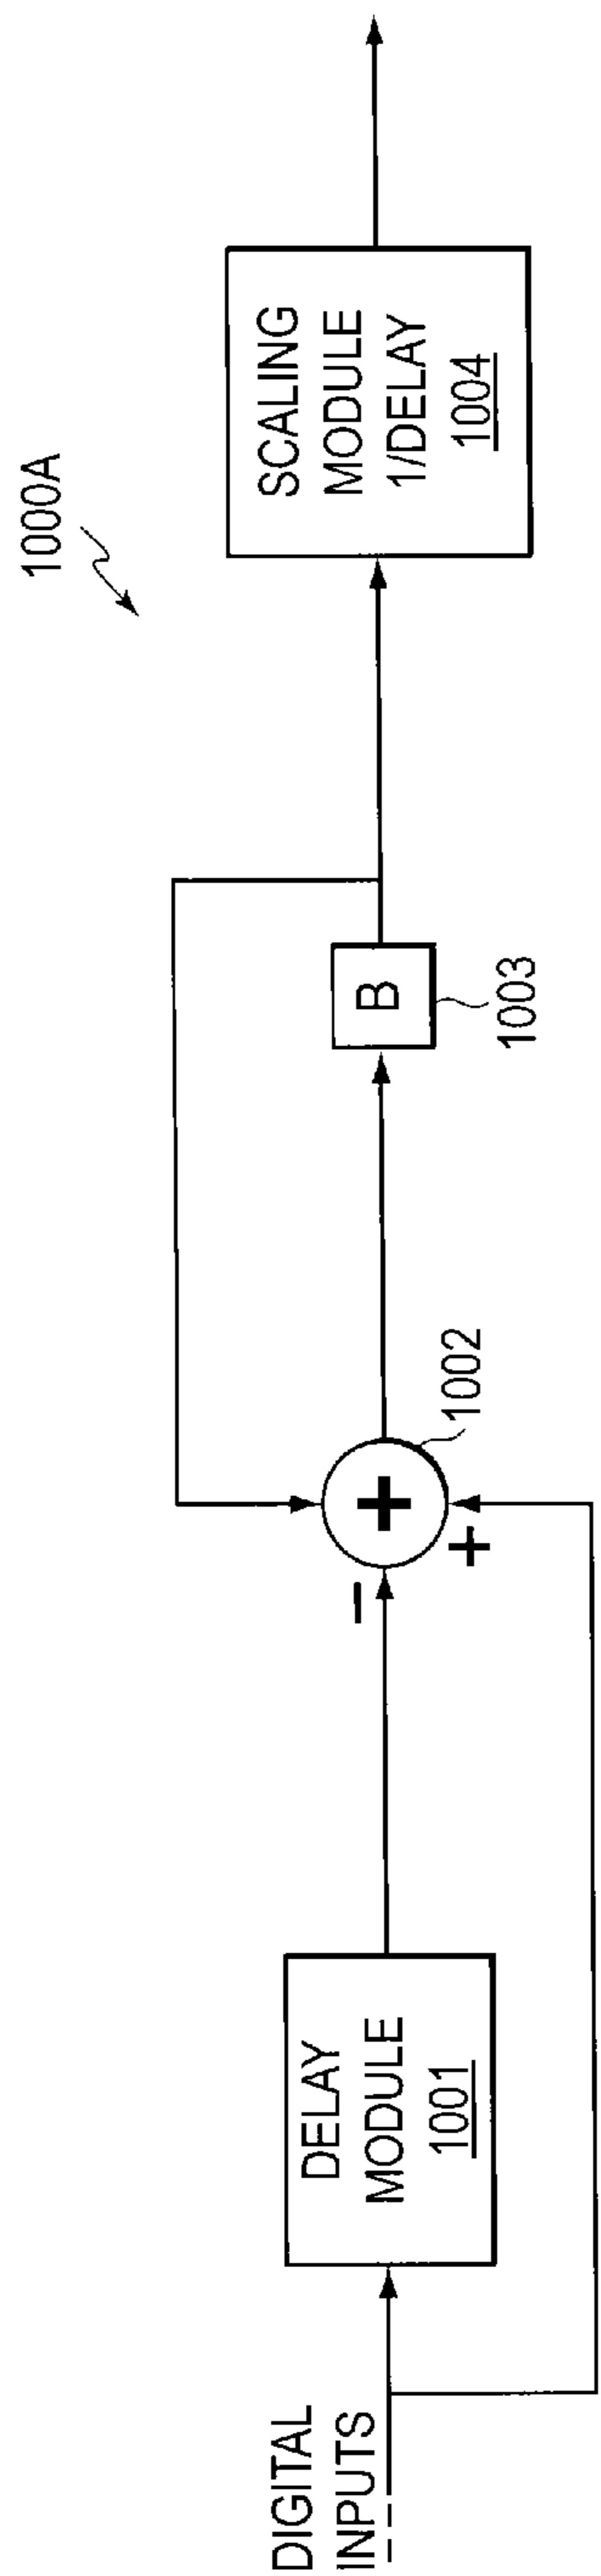 1000A
DIGITAL
INPUTS
DELAY
MODULE
1001
−
+
+
1002
B
1003
SCALING
MODULE
1/DELAY
1004